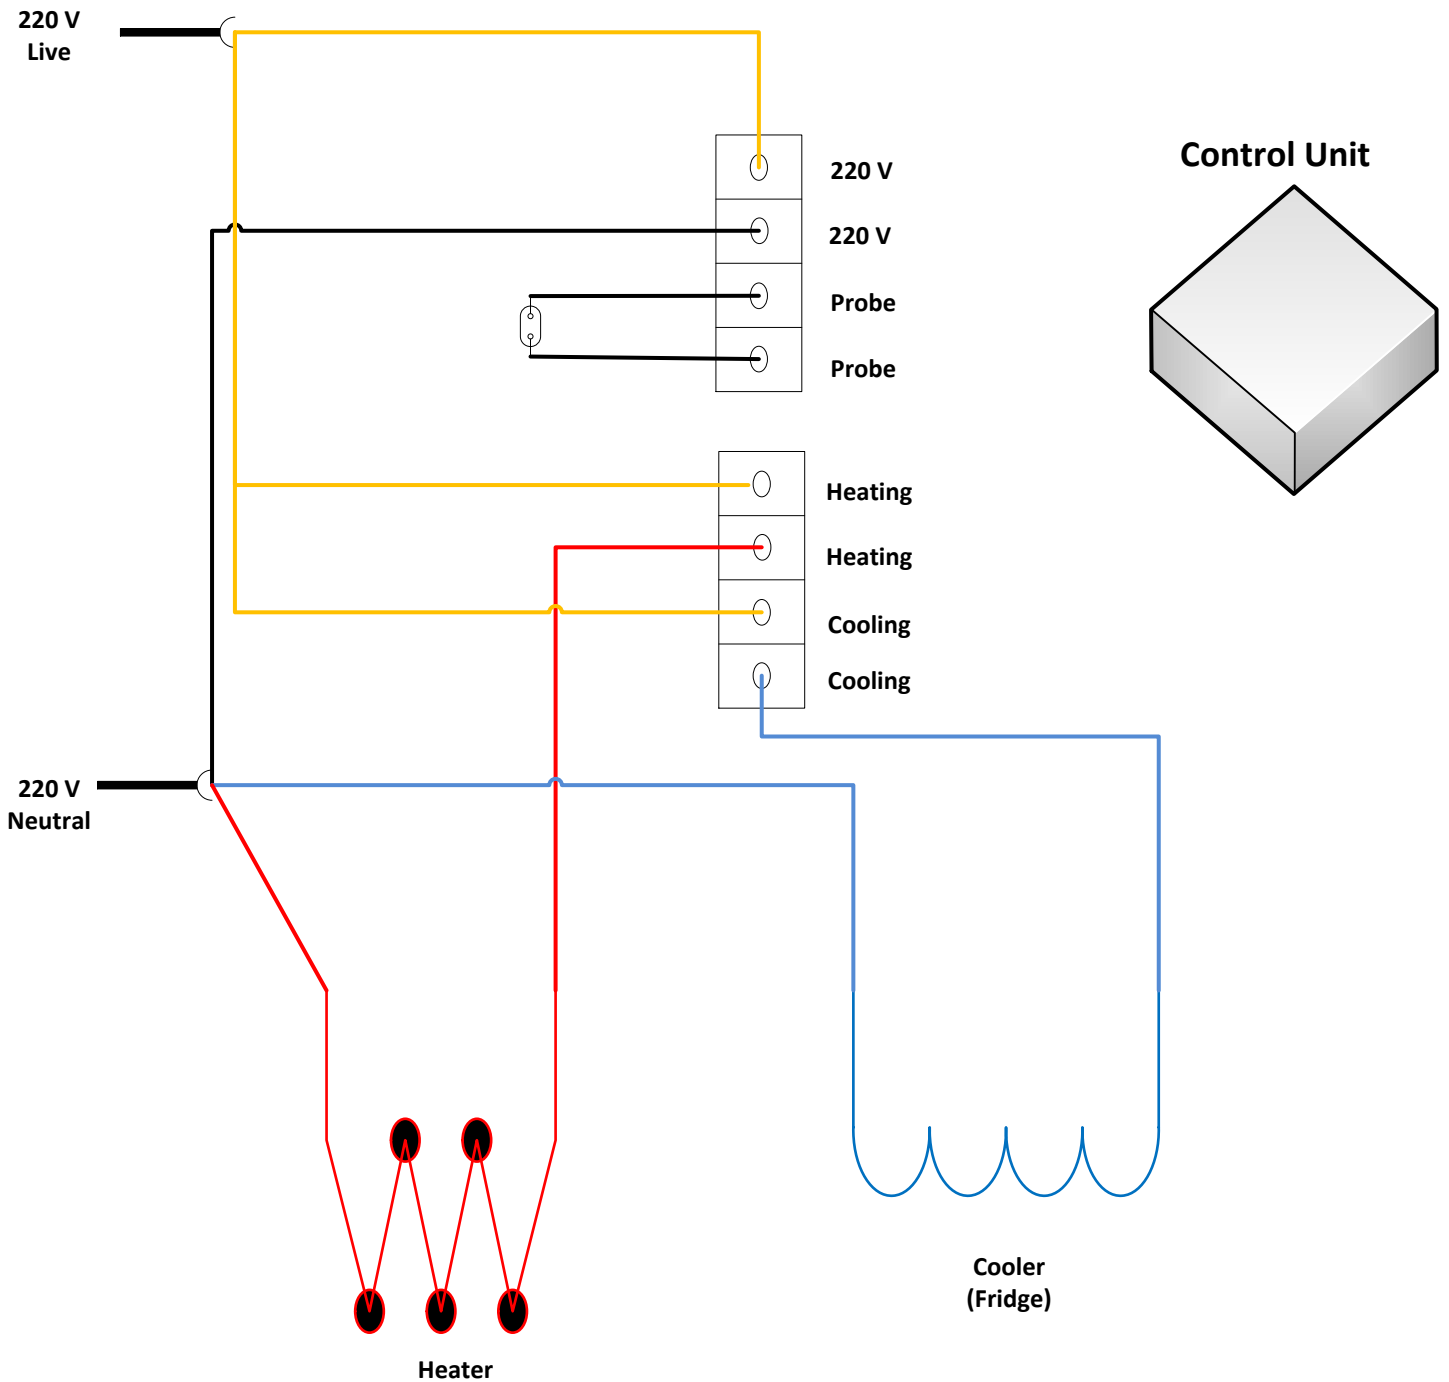 220 V
Live
Control Unit
220 V
220 V
Probe
Probe
Heating
Heating
Cooling
Cooling
220 V
Neutral
Cooler
(Fridge)
Heater